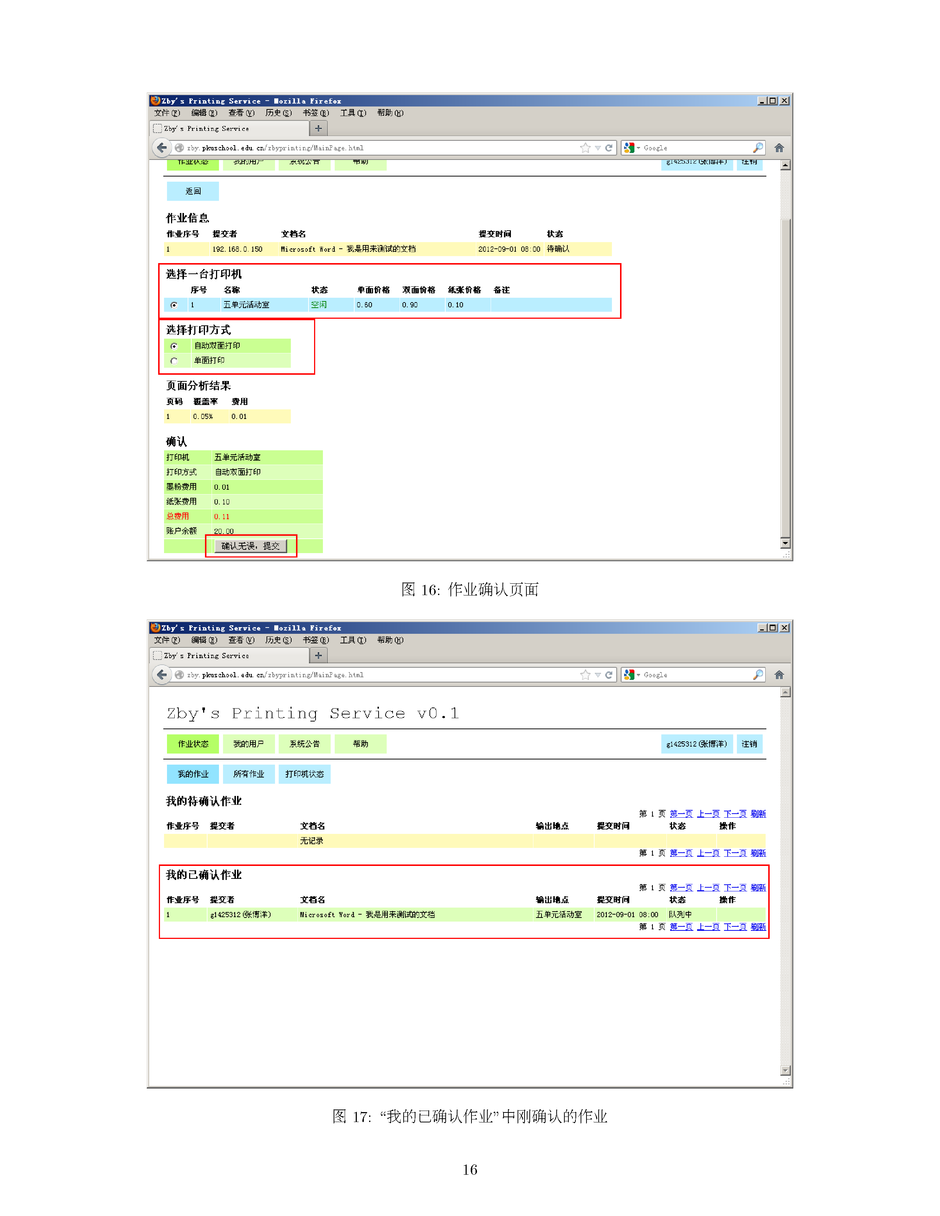 Zby's Printing Service - Mozilla Firefox
文件(F) 编辑(E) 查看(V) 历史(S) 书签(B) 工具(T) 帮助(H)
Zby's Printing Service +
zby.pkuschool.edu.cn/zbyprinting/MainPage.html Google
作业状态 我的用户 系统公告 帮助 g1425312(张博洋) 注销
返回
作业信息
作业序号 提交者 文档名 提交时间 状态
1 192.168.0.150 Microsoft Word - 我是用来测试的文档 2012-09-01 08:00 待确认
选择一台打印机
序号 名称 状态 单面价格 双面价格 纸张价格 备注
1 五单元活动室 空闲 0.60 0.90 0.10
选择打印方式
自动双面打印
单面打印
页面分析结果
页码 覆盖率 费用
1 0.05% 0.01
确认
打印机 五单元活动室
打印方式 自动双面打印
墨粉费用 0.01
纸张费用 0.10
总费用 0.11
账户余额 20.00
确认无误，提交
图 16: 作业确认页面
Zby's Printing Service - Mozilla Firefox
文件(F) 编辑(E) 查看(V) 历史(S) 书签(B) 工具(T) 帮助(H)
Zby's Printing Service +
zby.pkuschool.edu.cn/zbyprinting/MainPage.html Google
Zby's Printing Service v0.1
作业状态 我的用户 系统公告 帮助 g1425312(张博洋) 注销
我的作业 所有作业 打印机状态
我的待确认作业
第 1 页 第一页 上一页 下一页 刷新
作业序号 提交者 文档名 输出地点 提交时间 状态 操作
无记录
第 1 页 第一页 上一页 下一页 刷新
我的已确认作业
第 1 页 第一页 上一页 下一页 刷新
作业序号 提交者 文档名 输出地点 提交时间 状态 操作
1 g1425312(张博洋) Microsoft Word - 我是用来测试的文档 五单元活动室 2012-09-01 08:00 队列中
第 1 页 第一页 上一页 下一页 刷新
图 17: “我的已确认作业”中刚确认的作业
16